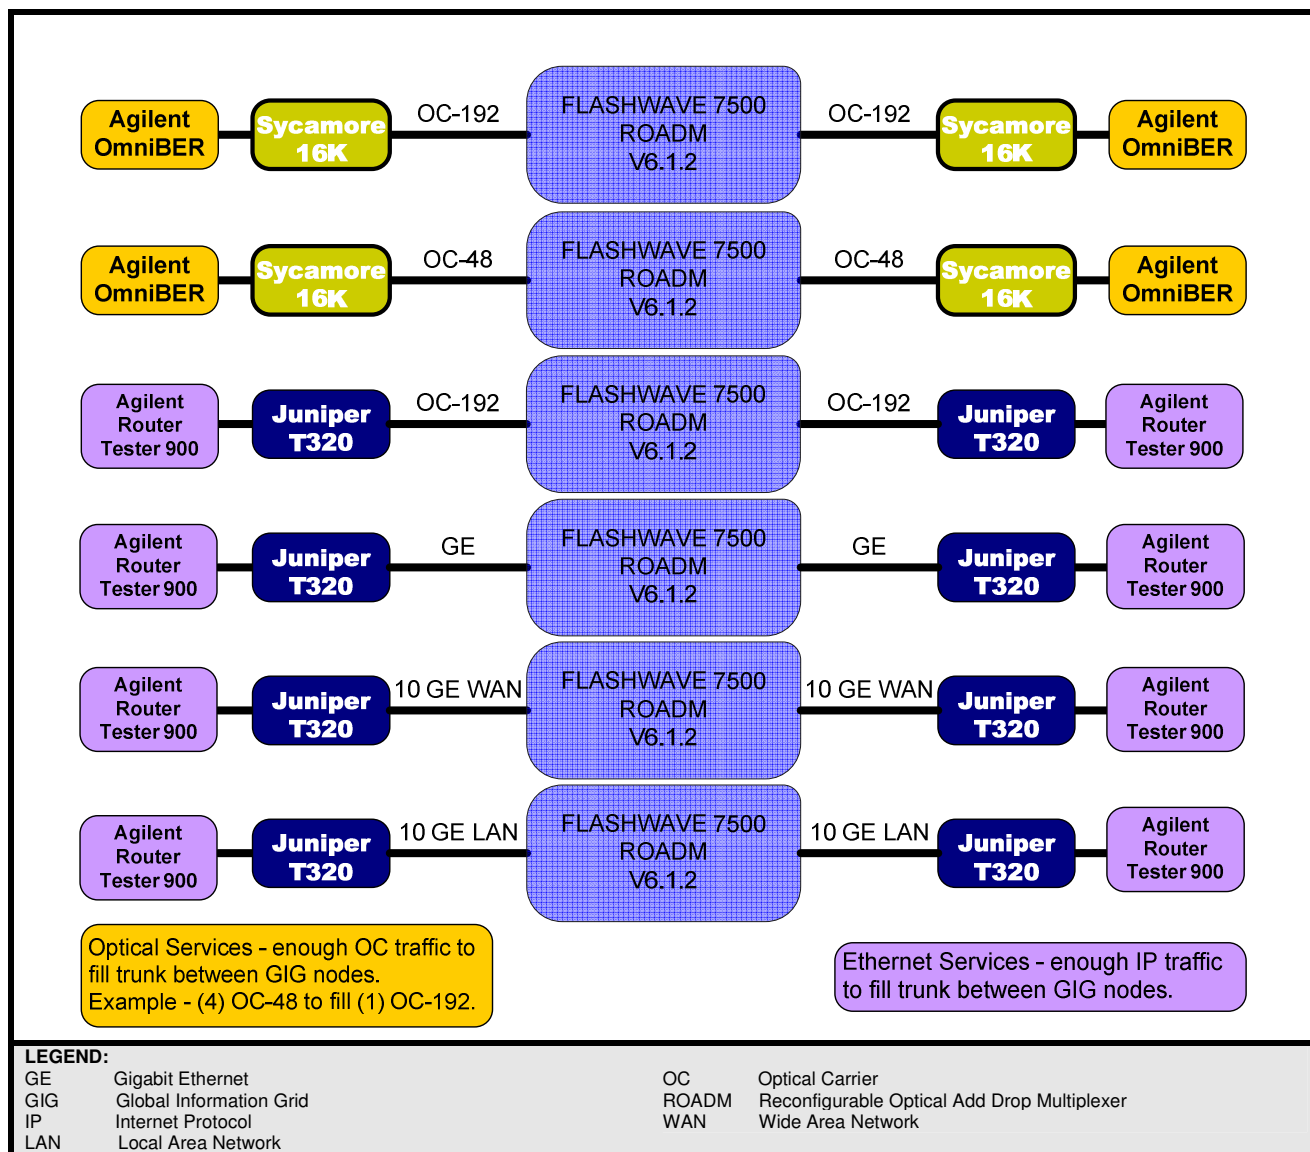 Agilent
OmniBER
Sycamore
16K
OC-192
FLASHWAVE 7500
ROADM
V6.1.2
OC-192
Sycamore
16K
Agilent
OmniBER
Agilent
OmniBER
Sycamore
16K
OC-48
FLASHWAVE 7500
ROADM
V6.1.2
OC-48
Sycamore
16K
Agilent
OmniBER
Agilent
Router
Tester 900
Juniper
T320
OC-192
FLASHWAVE 7500
ROADM
V6.1.2
OC-192
Juniper
T320
Agilent
Router
Tester 900
Agilent
Router
Tester 900
Juniper
T320
GE
FLASHWAVE 7500
ROADM
V6.1.2
GE
Juniper
T320
Agilent
Router
Tester 900
Agilent
Router
Tester 900
Juniper
T320
10 GE WAN
FLASHWAVE 7500
ROADM
V6.1.2
10 GE WAN
Juniper
T320
Agilent
Router
Tester 900
Agilent
Router
Tester 900
Juniper
T320
10 GE LAN
FLASHWAVE 7500
ROADM
V6.1.2
10 GE LAN
Juniper
T320
Agilent
Router
Tester 900
Optical Services - enough OC traffic to
fill trunk between GIG nodes.
Example - (4) OC-48 to fill (1) OC-192.
Ethernet Services - enough IP traffic
to fill trunk between GIG nodes.
LEGEND:
GE Gigabit Ethernet
GIG Global Information Grid
IP Internet Protocol
LAN Local Area Network
OC Optical Carrier
ROADM Reconfigurable Optical Add Drop Multiplexer
WAN Wide Area Network